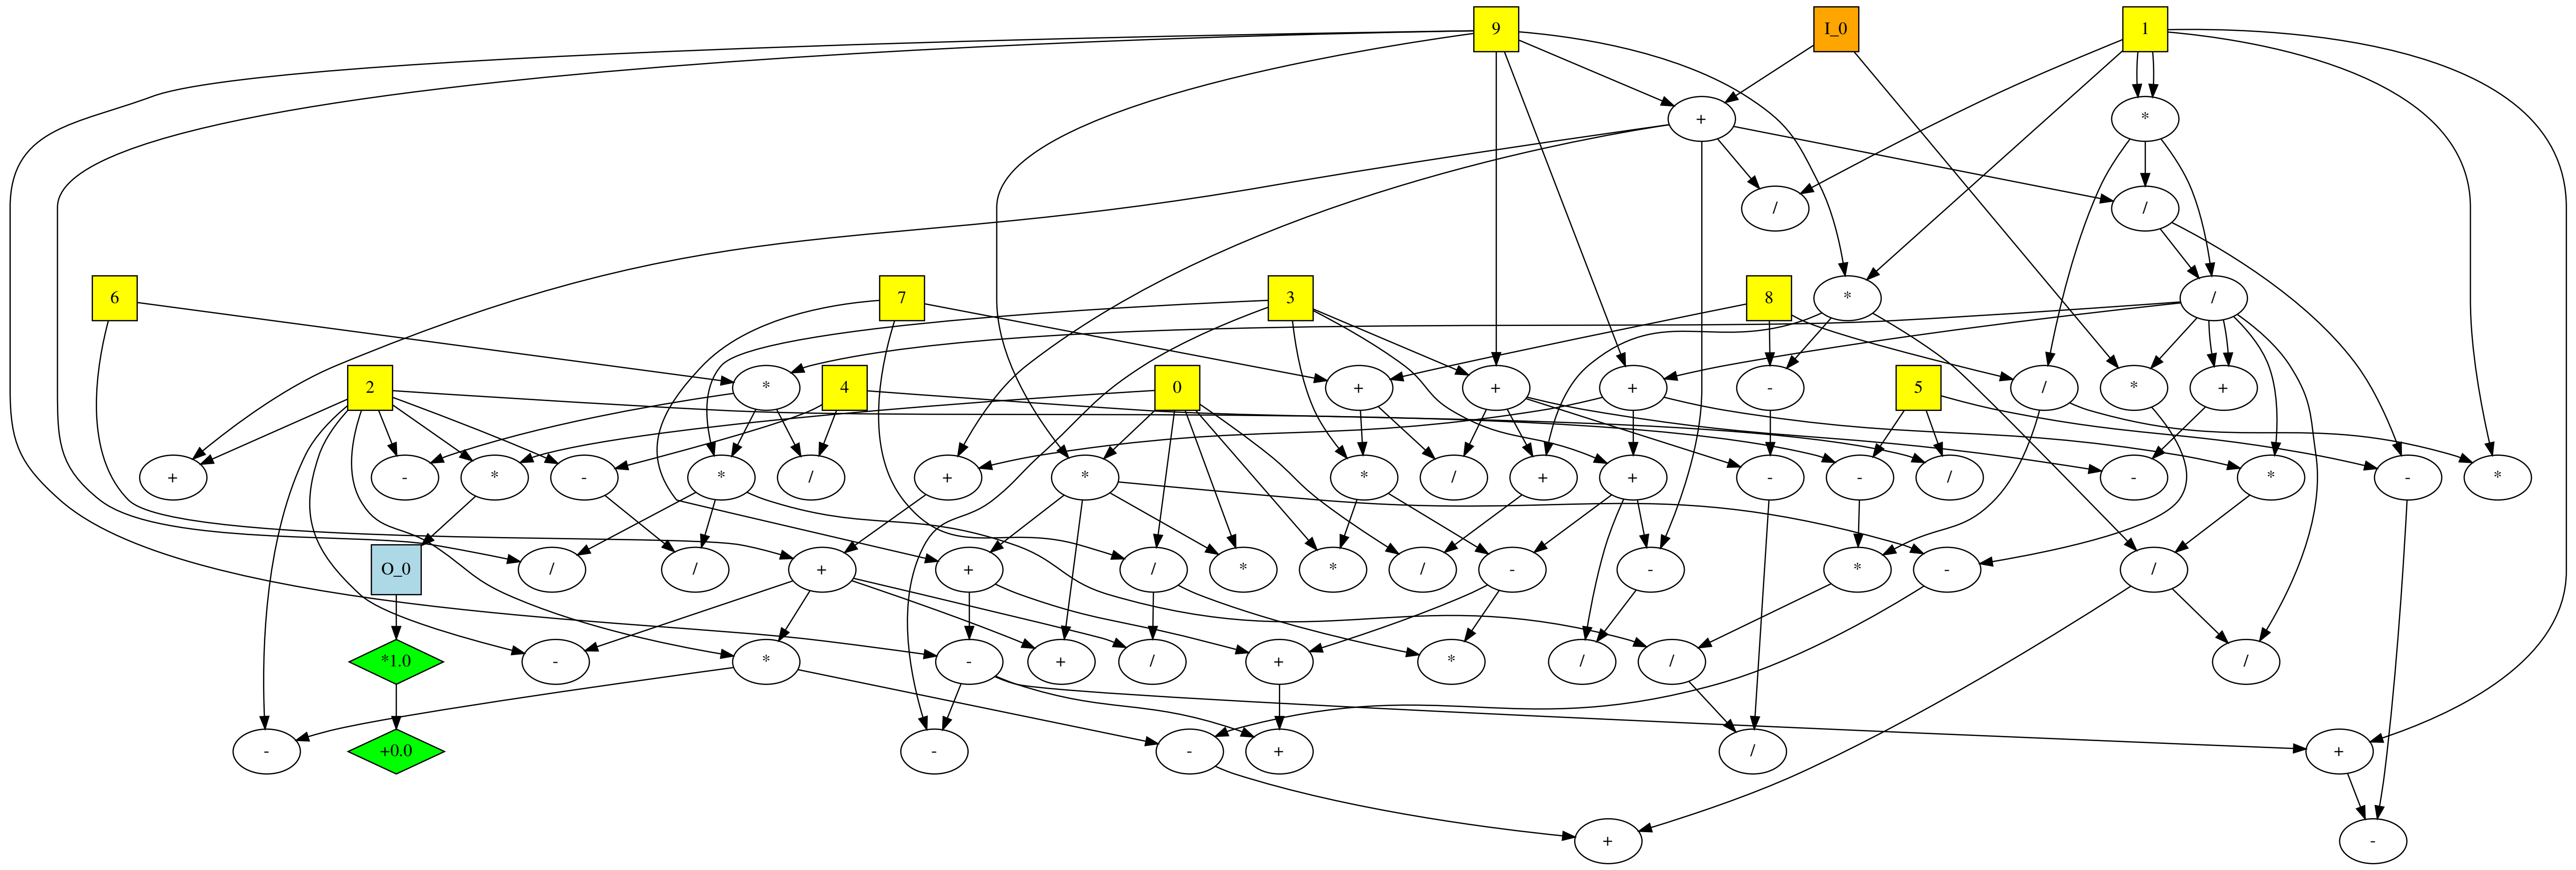 9 I_0 1
+ *
/ /
6 7 3 8 * /
2 * 4 0 + + + - 5 / * +
+ - * - * / + * * / + + - - / - * - *
O_0 / / + + / * * / - - * - /
*1.0 - * - + / + * / / /
- +0.0 - - + / +
+ -